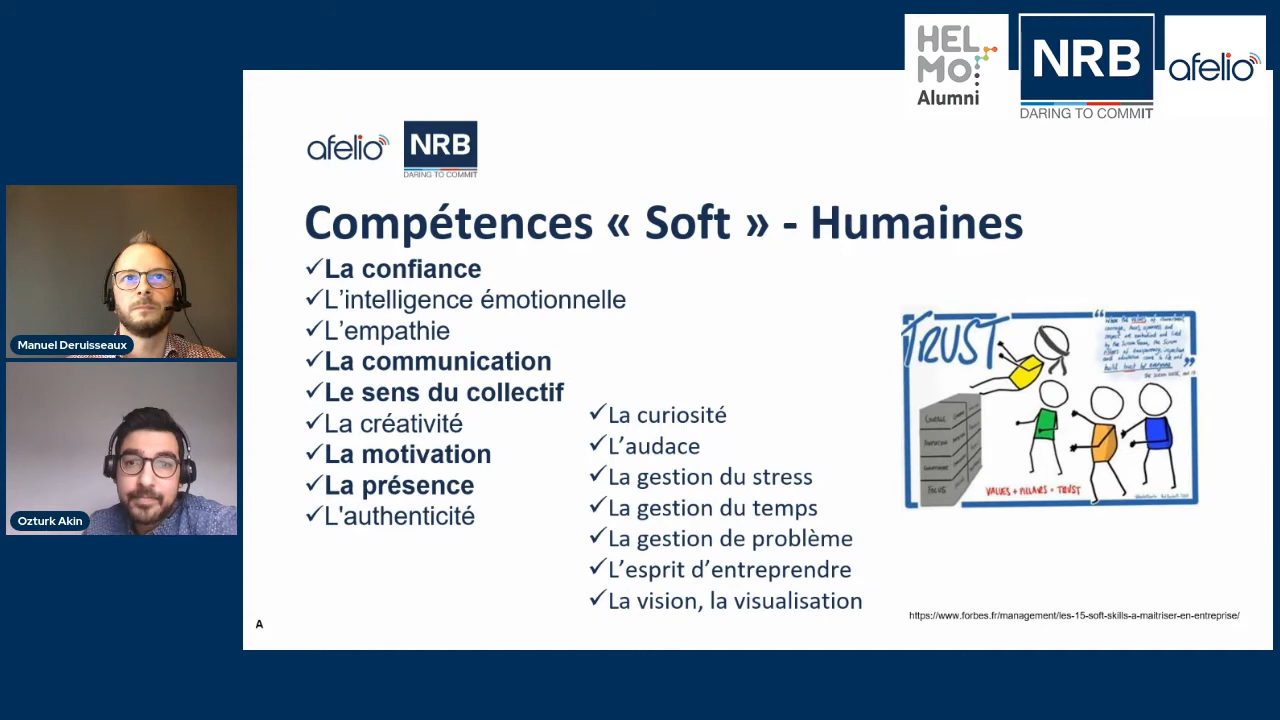 HEL
MO
Alumni
NRB
DARING TO COMMIT
afelio
afelio
NRB
DARING TO COMMIT
Compétences « Soft » - Humaines
✓La confiance
✓L’intelligence émotionnelle
✓L’empathie
✓La communication
✓Le sens du collectif
✓La créativité
✓La motivation
✓La présence
✓L'authenticité
✓La curiosité
✓L’audace
✓La gestion du stress
✓La gestion du temps
✓La gestion de problème
✓L’esprit d’entreprendre
✓La vision, la visualisation
TRUST
FOCUS
VALUES + PILLARS = TRUST
https://www.forbes.fr/management/les-15-soft-skills-a-maitriser-en-entreprise/
A
Manuel Deruisseaux
Ozturk Akin